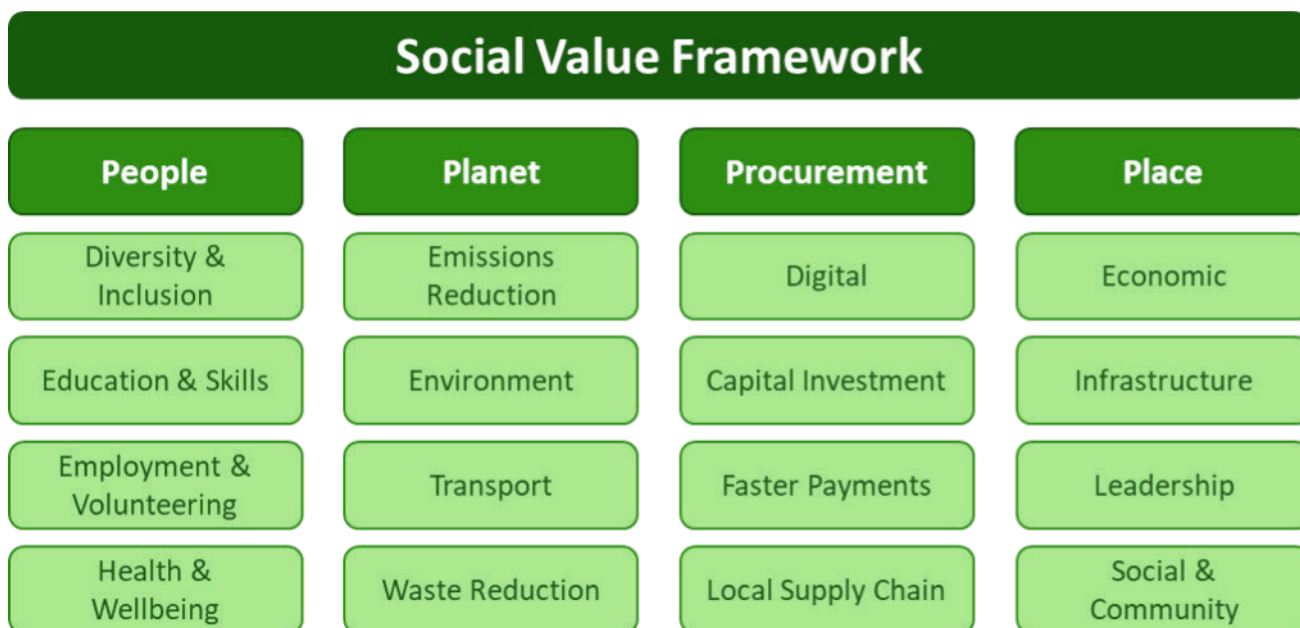 Social Value Framework
People
Planet
Procurement
Place
Diversity &
Inclusion
Emissions
Reduction
Digital
Economic
Education & Skills
Environment
Capital Investment
Infrastructure
Employment &
Volunteering
Transport
Faster Payments
Leadership
Health &
Wellbeing
Waste Reduction
Local Supply Chain
Social &
Community